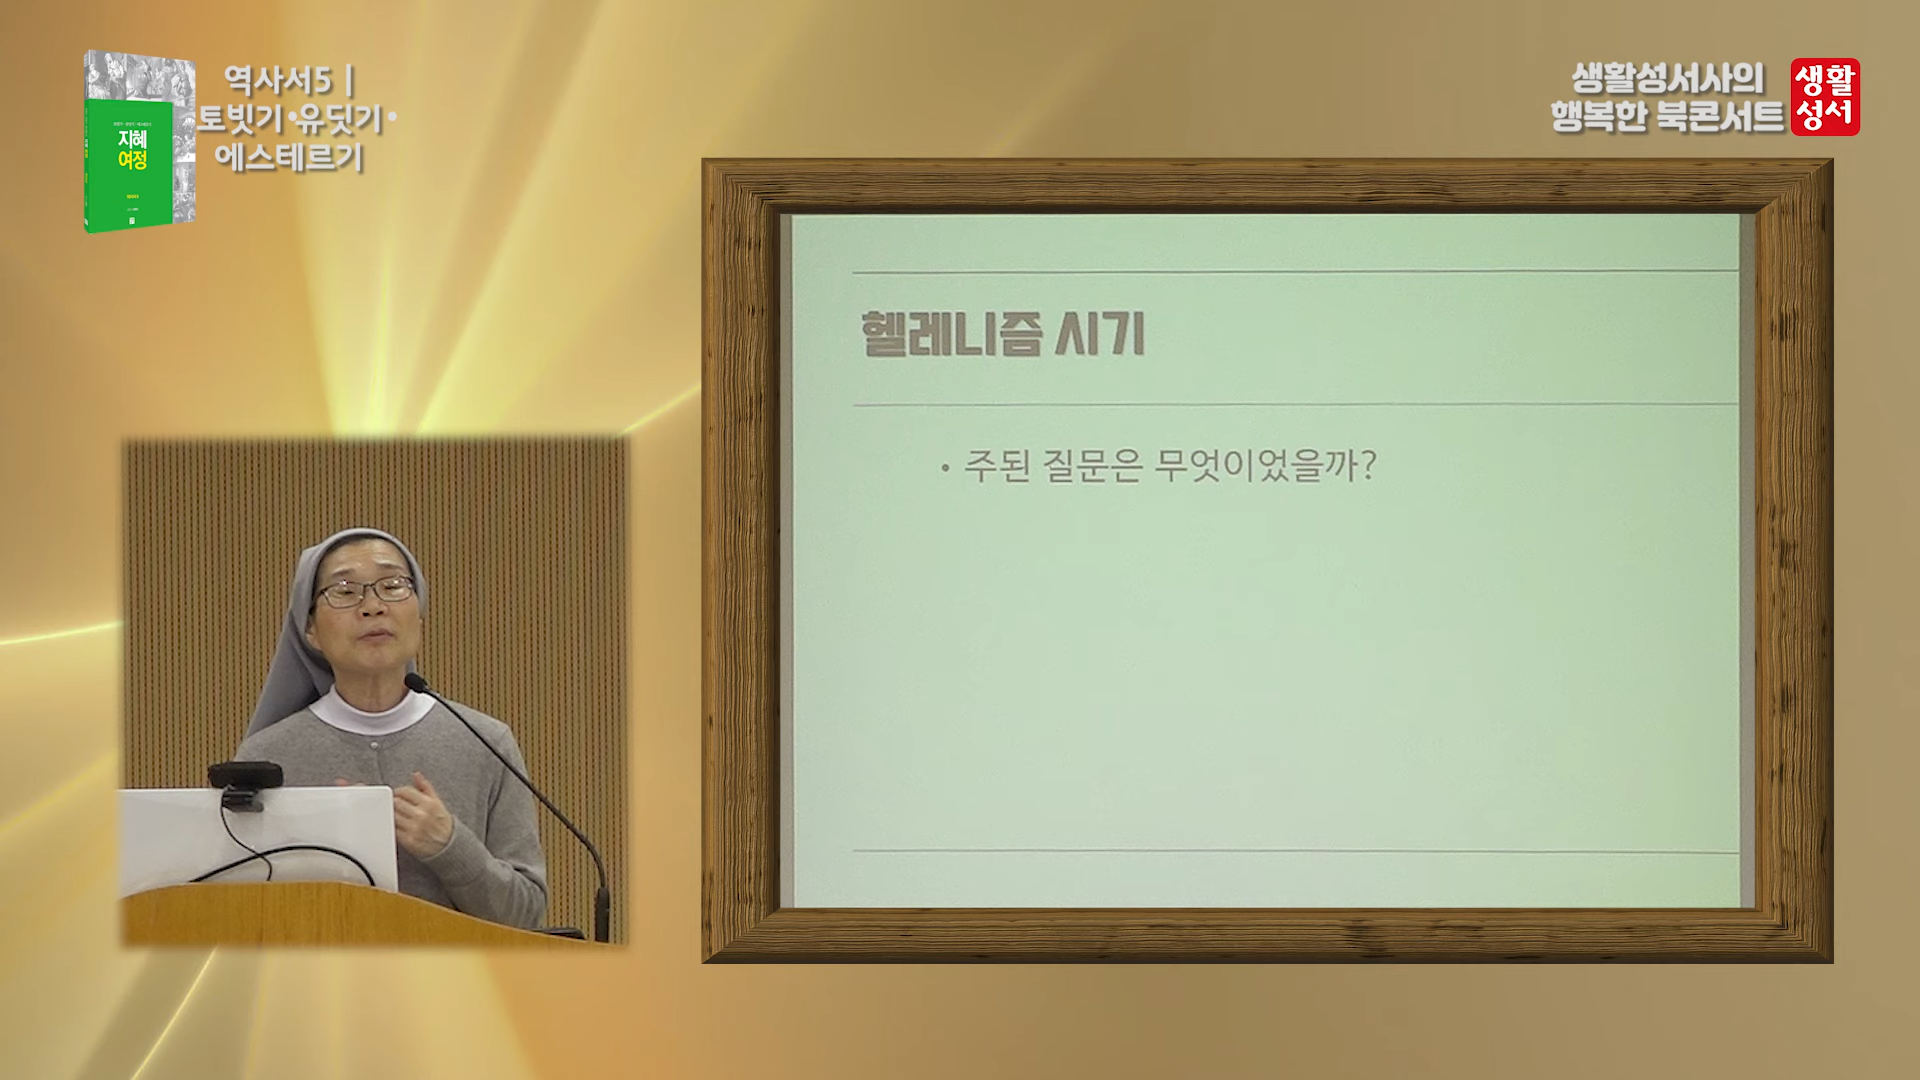 역사서5 |
토빗기·유딧기·
에스테르기
지혜
여정
생활성서사의
행복한 북콘서트
생활
성서
헬레니즘 시기
• 주된 질문은 무엇이었을까?